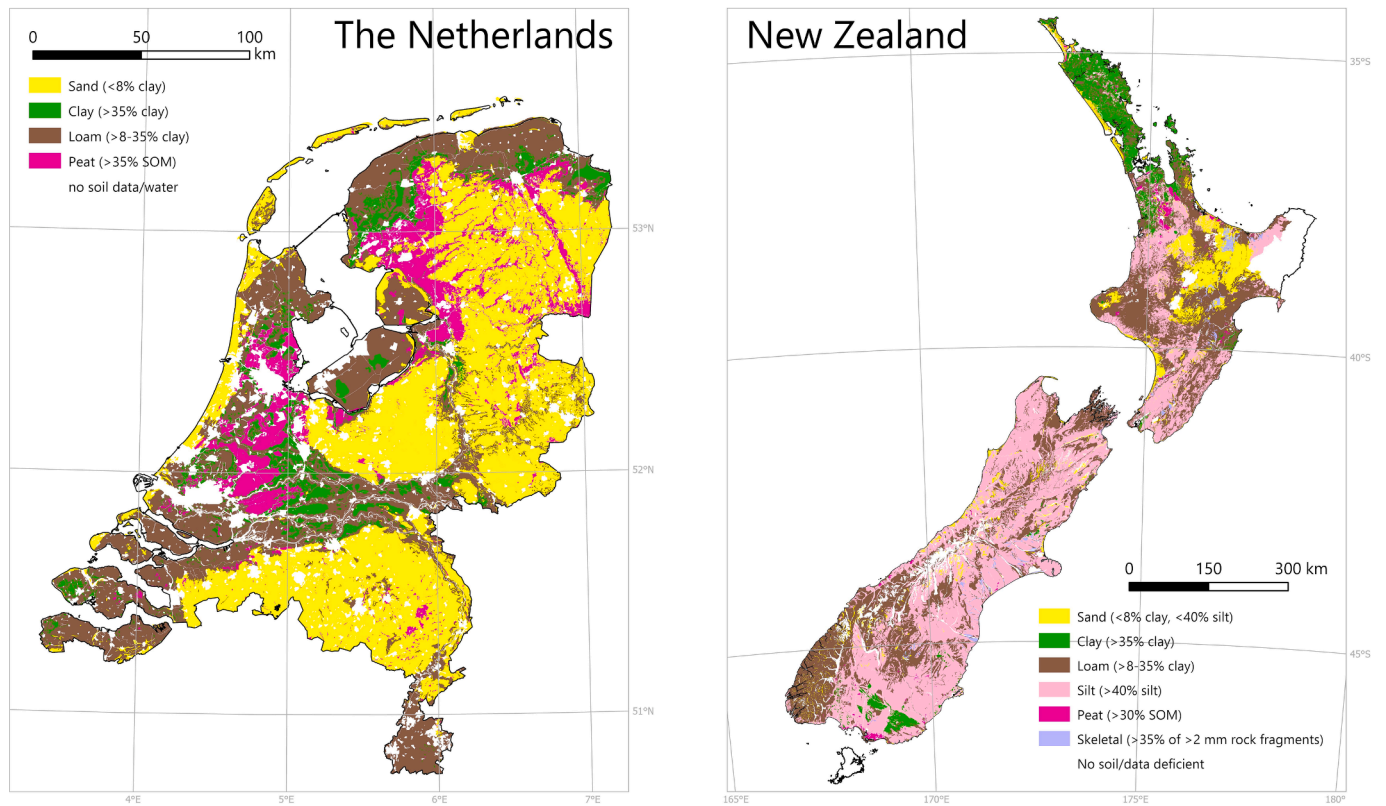 The Netherlands
0 50 100
km
Sand (<8% clay)
Clay (>35% clay)
Loam (>8-35% clay)
Peat (>35% SOM)
no soil data/water
53°N
52°N
51°N
4°E 5°E 6°E 7°E
New Zealand
35°S
40°S
45°S
0 150 300 km
Sand (<8% clay, <40% silt)
Clay (>35% clay)
Loam (>8-35% clay)
Silt (>40% silt)
Peat (>30% SOM)
Skeletal (>35% of >2 mm rock fragments)
No soil/data deficient
165°E 170°E 175°E 180°